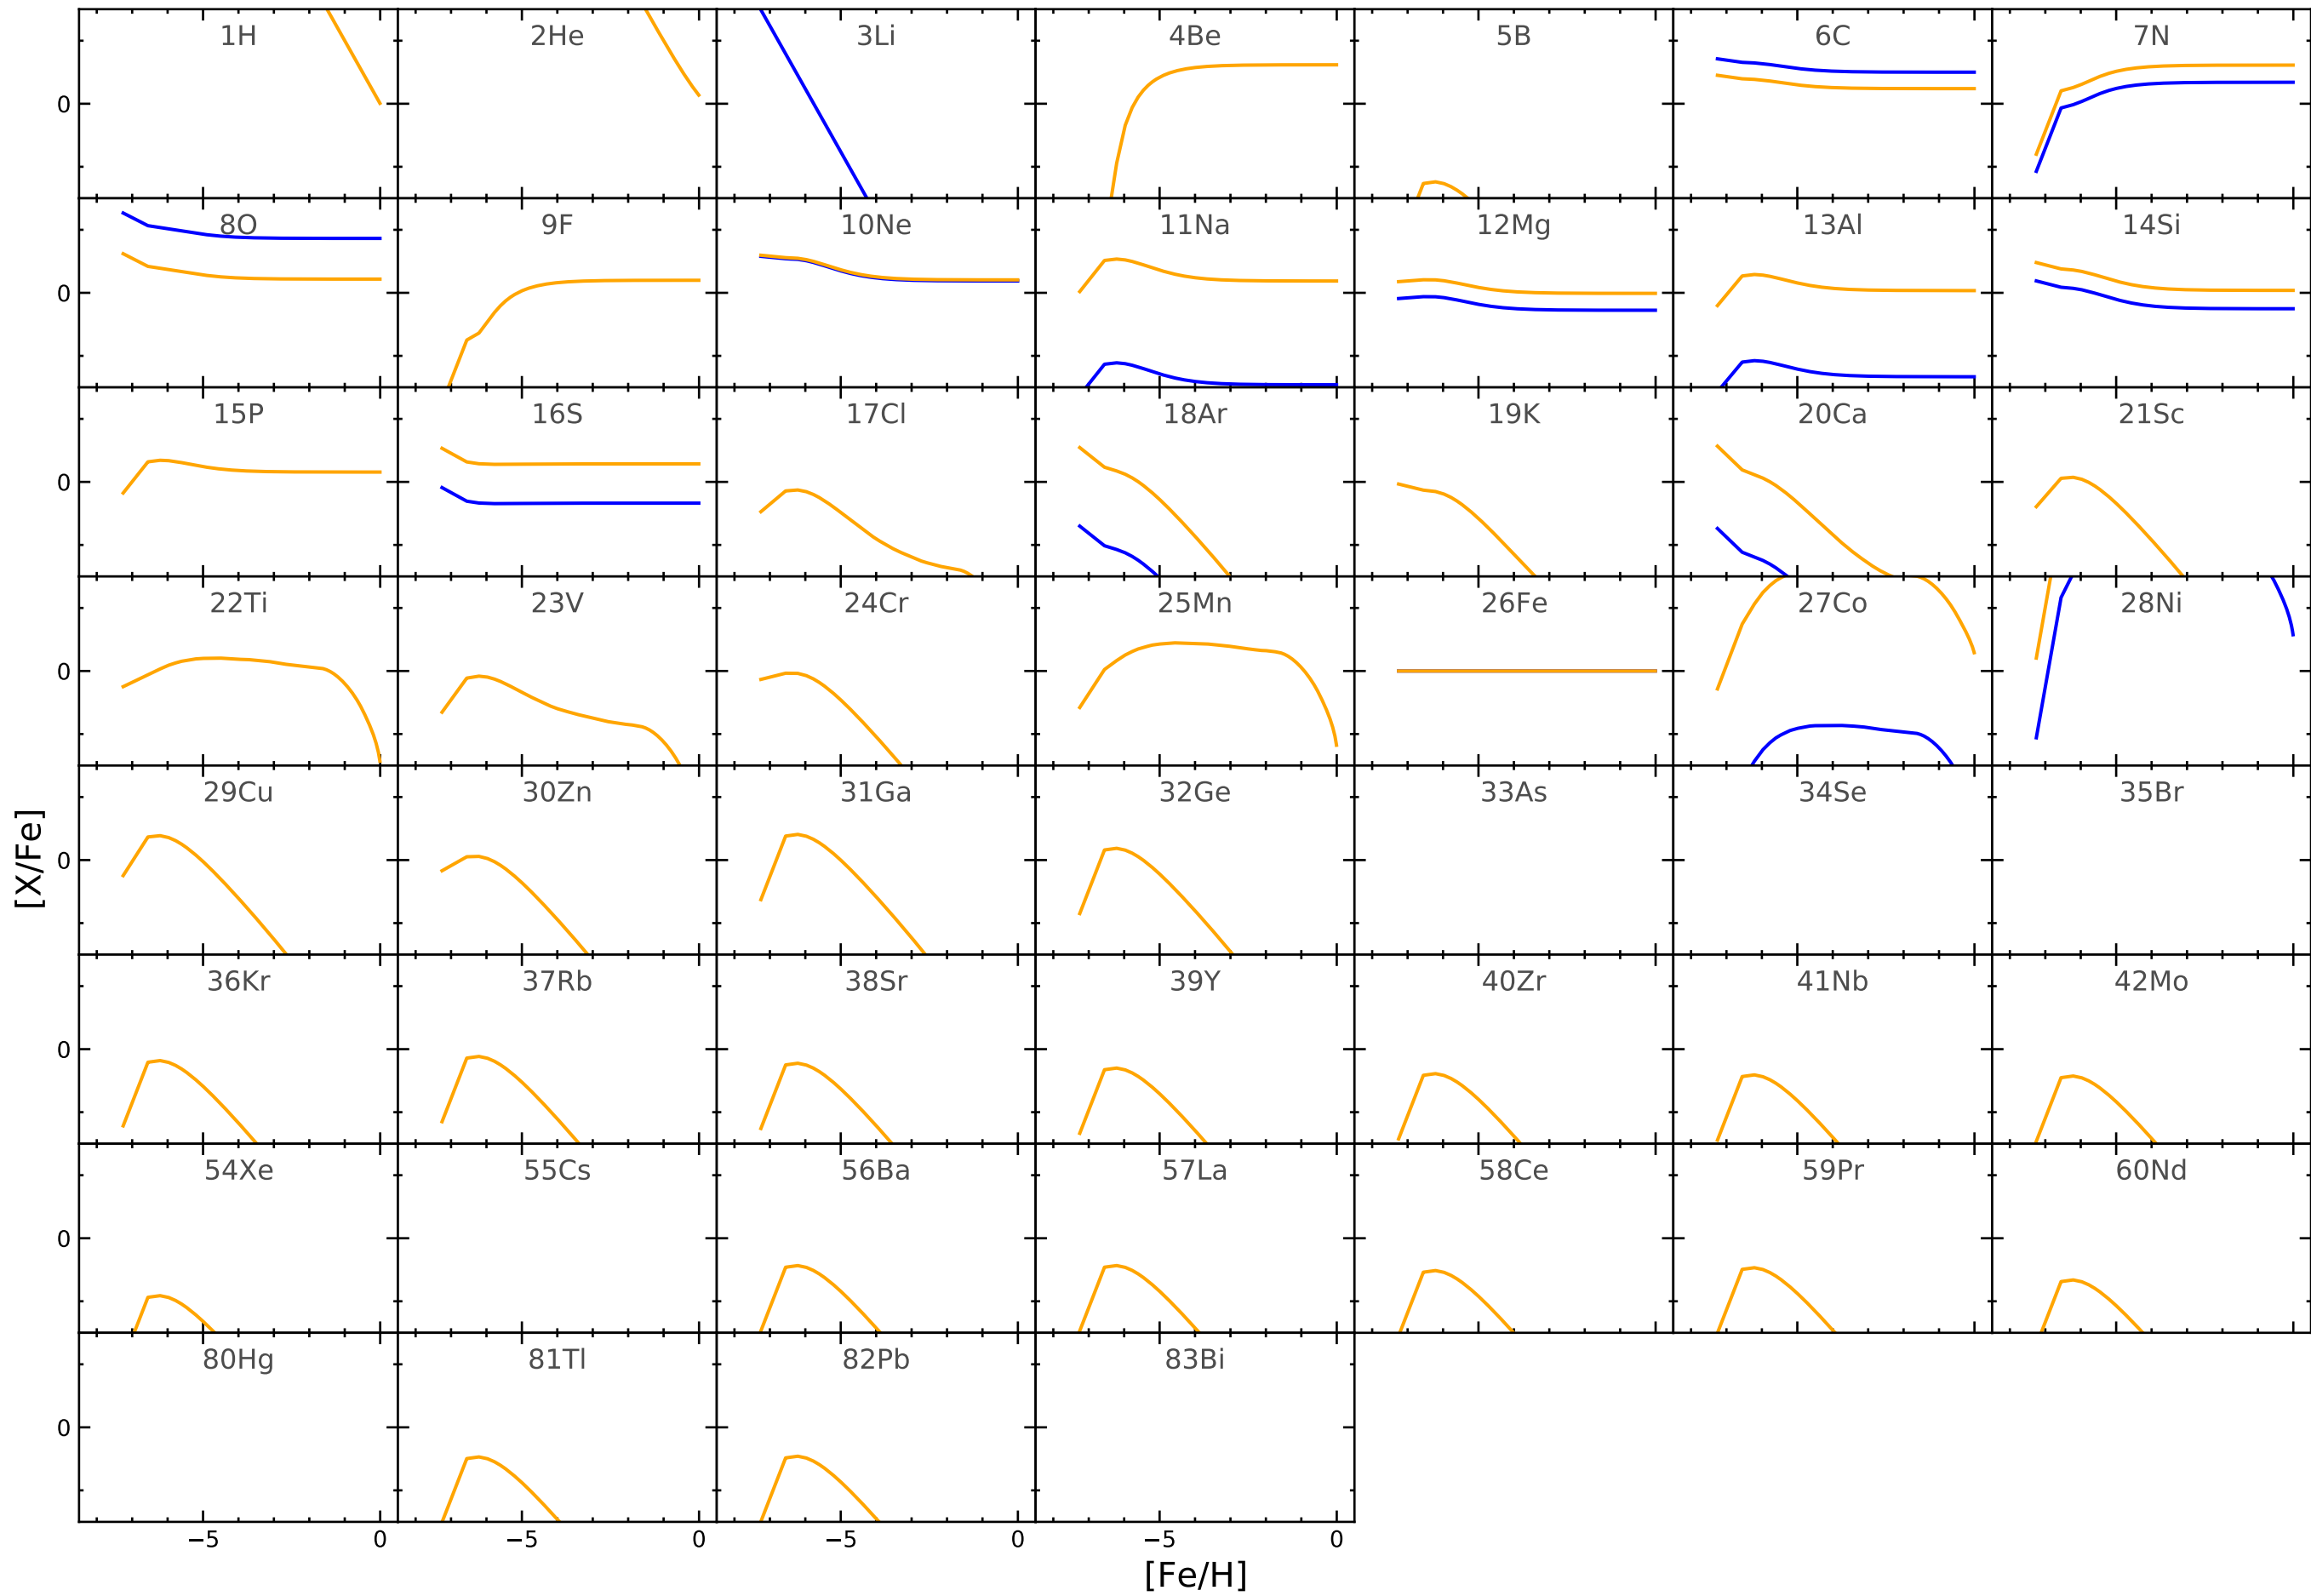 1H 2He 3Li 4Be 5B 6C 7N
0
8O 9F 10Ne 11Na 12Mg 13Al 14Si
0
15P 16S 17Cl 18Ar 19K 20Ca 21Sc
0
22Ti 23V 24Cr 25Mn 26Fe 27Co 28Ni
0
29Cu 30Zn 31Ga 32Ge 33As 34Se 35Br
0
[X/Fe]
36Kr 37Rb 38Sr 39Y 40Zr 41Nb 42Mo
0
54Xe 55Cs 56Ba 57La 58Ce 59Pr 60Nd
0
80Hg 81Tl 82Pb 83Bi
0
−5 0 −5 0 −5 0 −5 0
[Fe/H]